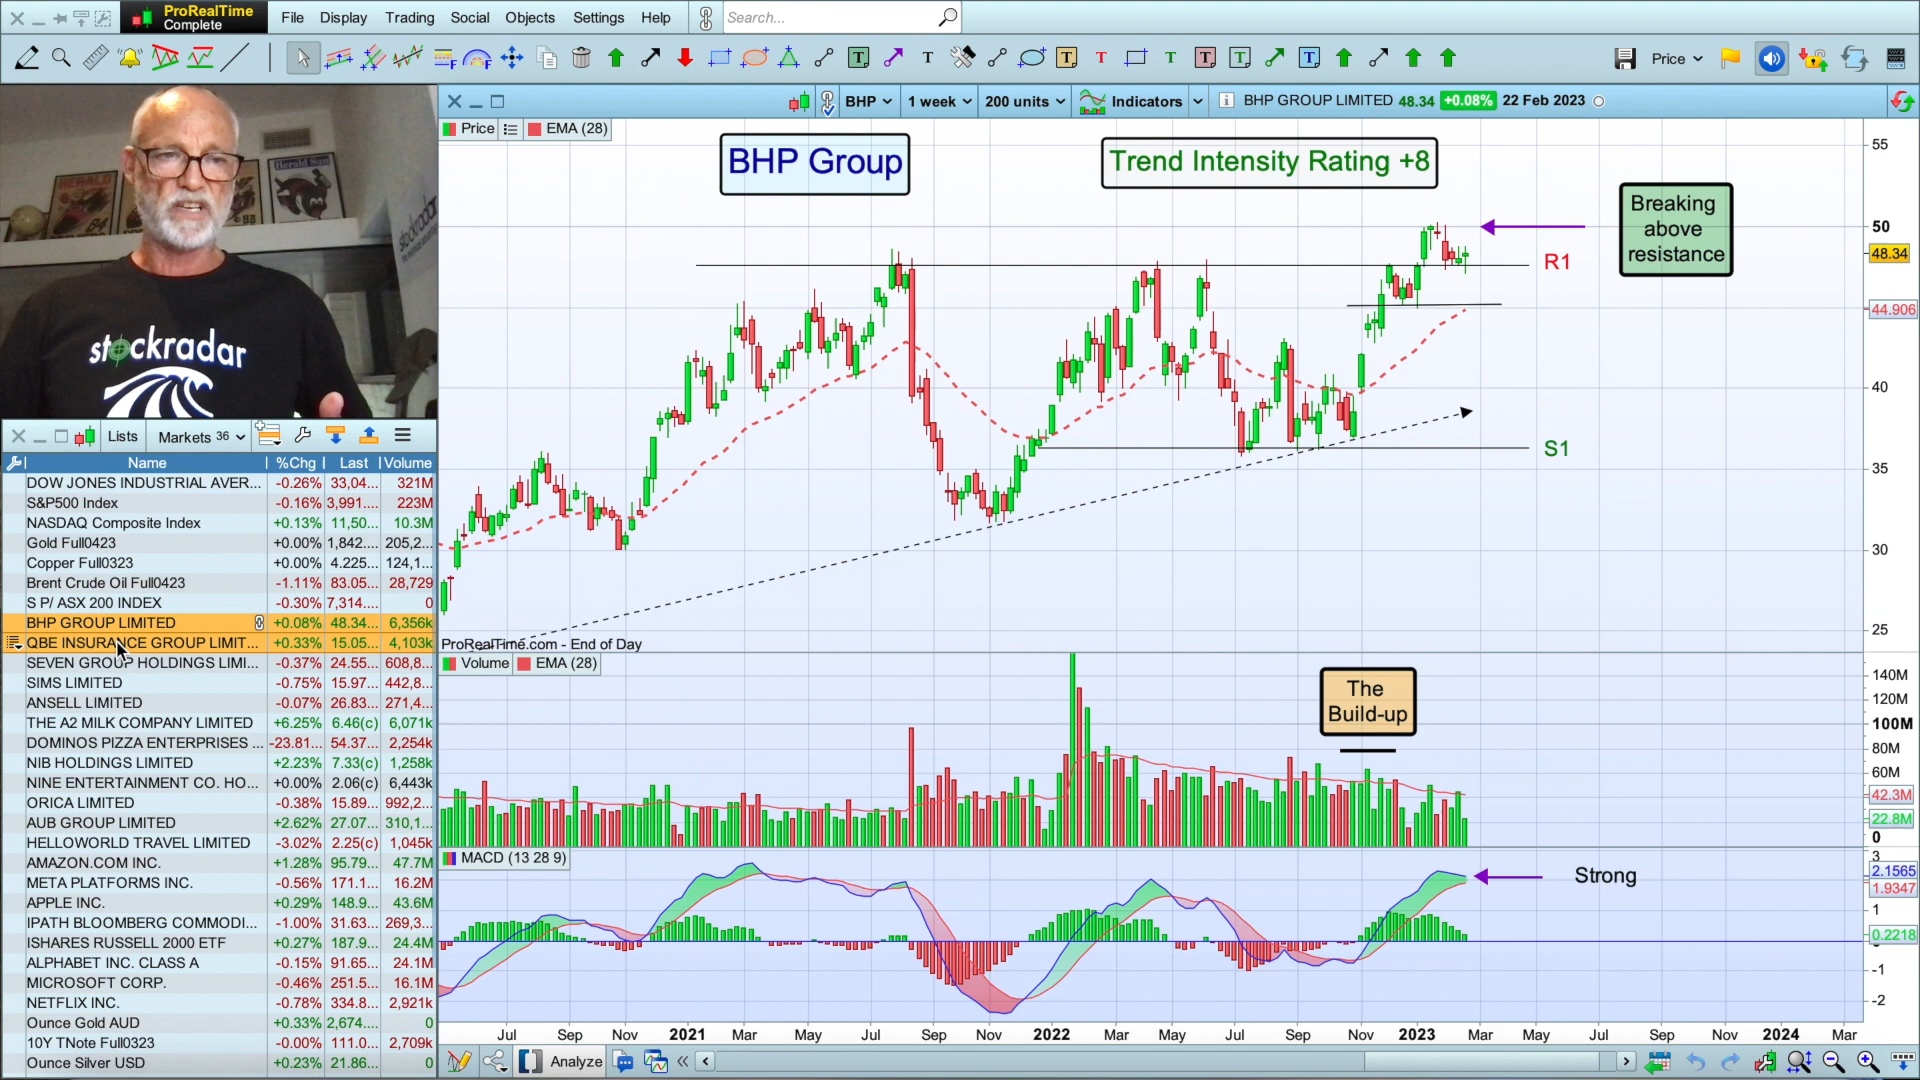 ProRealTime
Complete
File Display Trading Social Objects Settings Help
Search...
Price
BHP 1 week 200 units Indicators BHP GROUP LIMITED 48.34 +0.08% 22 Feb 2023
Price EMA (28)
BHP Group
Trend Intensity Rating +8
Breaking
above
resistance
R1
S1
55
50
48.34
44.906
40
35
30
25
ProRealTime.com - End of Day
Herald Sun
HERALD
stockradar
stockradar
Lists Markets 36
Name %Chg Last Volume
DOW JONES INDUSTRIAL AVER... -0.26% 33,04... 321M
S&P500 Index -0.16% 3,991.... 223M
NASDAQ Composite Index +0.13% 11,50... 10.3M
Gold Full0423 +0.00% 1,842.... 205,2...
Copper Full0323 +0.00% 4.225... 124,1...
Brent Crude Oil Full0423 -1.11% 83.05... 28,729
S P/ ASX 200 INDEX -0.30% 7,314.... 0
BHP GROUP LIMITED +0.08% 48.34... 6,356k
QBE INSURANCE GROUP LIMIT... +0.33% 15.05... 4,103k
SEVEN GROUP HOLDINGS LIMI... -0.37% 24.55... 608,8...
SIMS LIMITED -0.75% 15.97... 442,8...
ANSELL LIMITED -0.07% 26.83... 271,4...
THE A2 MILK COMPANY LIMITED +6.25% 6.46(c) 6,071k
DOMINOS PIZZA ENTERPRISES ... -23.81... 54.37... 2,254k
NIB HOLDINGS LIMITED +2.23% 7.33(c) 1,258k
NINE ENTERTAINMENT CO. HO... +0.00% 2.06(c) 6,443k
ORICA LIMITED -0.38% 15.89... 992,2...
AUB GROUP LIMITED +2.62% 27.07... 310,1...
HELLOWORLD TRAVEL LIMITED -3.02% 2.25(c) 1,045k
AMAZON.COM INC. +1.28% 95.79... 47.7M
META PLATFORMS INC. -0.56% 171.1... 16.2M
APPLE INC. +0.29% 148.9... 43.6M
IPATH BLOOMBERG COMMODI... -1.00% 31.63... 269,3...
ISHARES RUSSELL 2000 ETF +0.27% 187.9... 24.4M
ALPHABET INC. CLASS A -0.15% 91.65... 24.1M
MICROSOFT CORP. -0.46% 251.5... 16.1M
NETFLIX INC. -0.78% 334.8... 2,921k
Ounce Gold AUD +0.33% 2,674.... 0
10Y TNote Full0323 -0.00% 111.0... 2,709k
Ounce Silver USD +0.23% 21.86... 0
Volume EMA (28)
The
Build-up
140M
120M
100M
80M
60M
42.3M
22.8M
0
MACD (13 28 9)
Strong
3
2.1565
1.9347
1
0.2218
-1
-2
Jul Sep Nov 2021 Mar May Jul Sep Nov 2022 Mar May Jul Sep Nov 2023 Mar May Jul Sep Nov 2024 Mar
Analyze